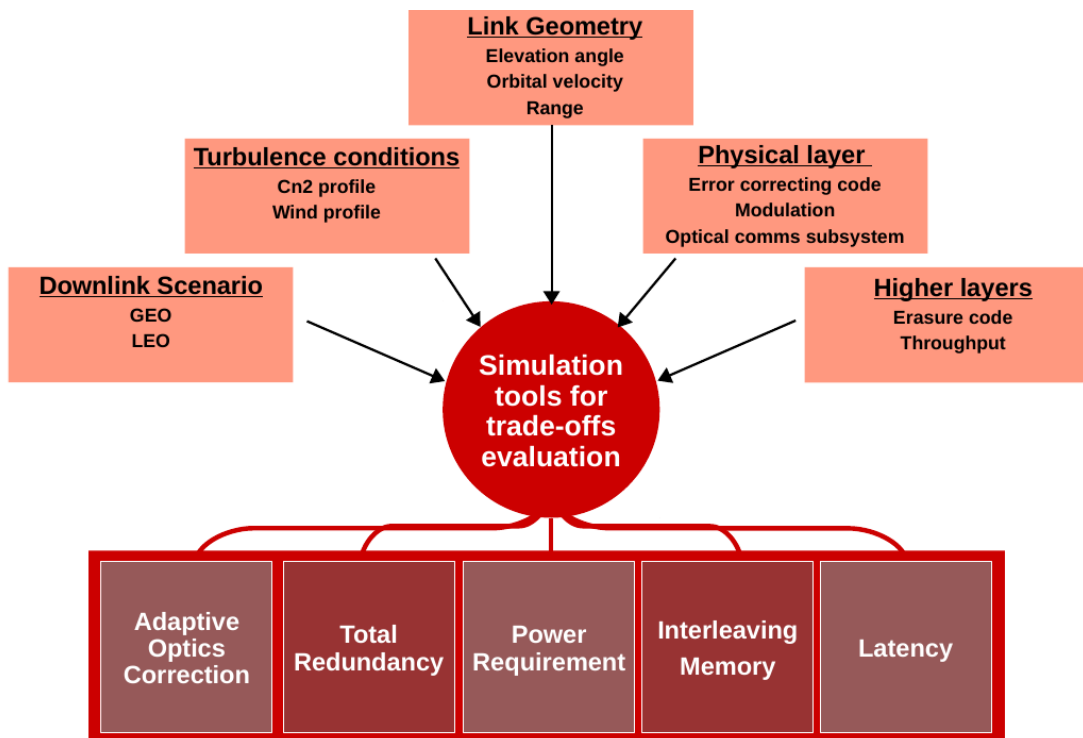 Link Geometry
Elevation angle
Orbital velocity
Range
Turbulence conditions
Cn2 profile
Wind profile
Physical layer
Error correcting code
Modulation
Optical comms subsystem
Downlink Scenario
GEO
LEO
Higher layers
Erasure code
Throughput
Simulation
tools for
trade-offs
evaluation
Adaptive
Optics
Correction
Total
Redundancy
Power
Requirement
Interleaving
Memory
Latency